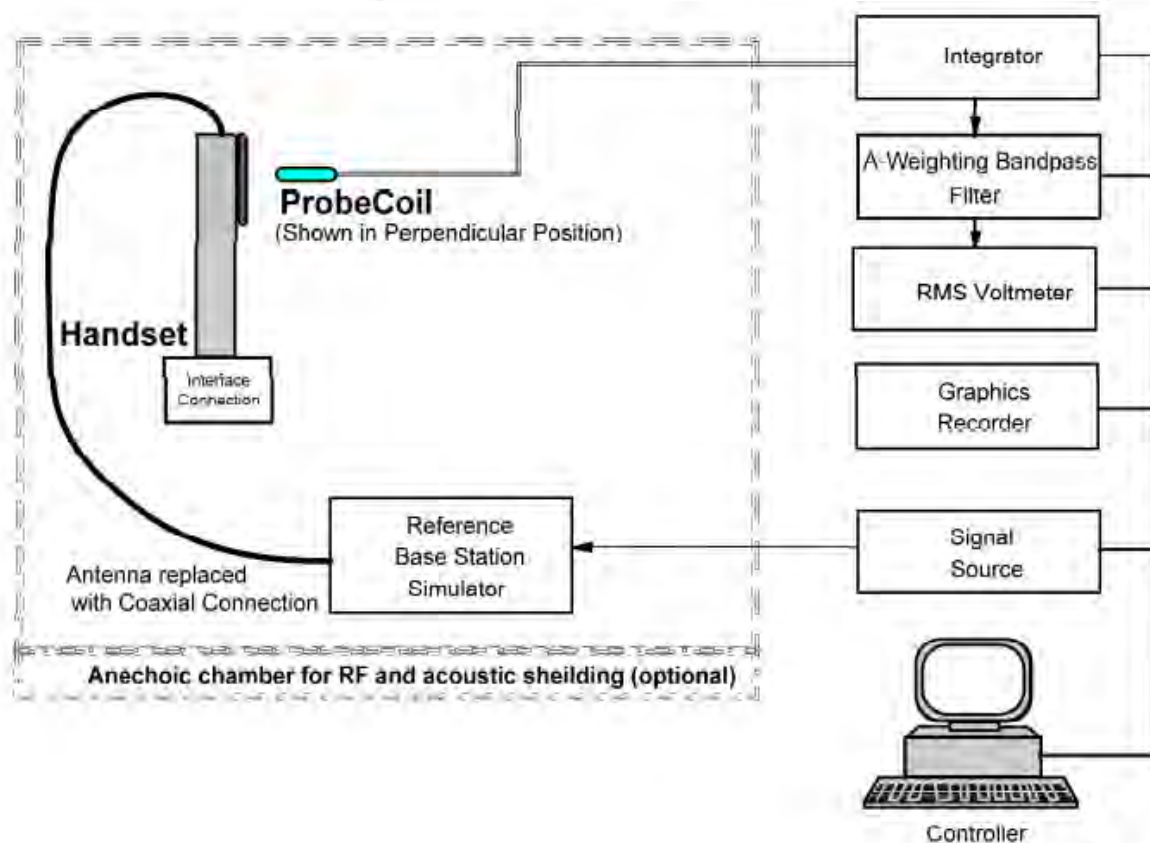 Integrator
A-Weighting Bandpass
Filter
ProbeCoil
(Shown in Perpendicular Position)
RMS Voltmeter
Handset
Interface
Connection
Graphics
Recorder
Reference
Base Station
Simulator
Signal
Source
Antenna replaced
with Coaxial Connection
Anechoic chamber for RF and acoustic sheilding (optional)
Controller